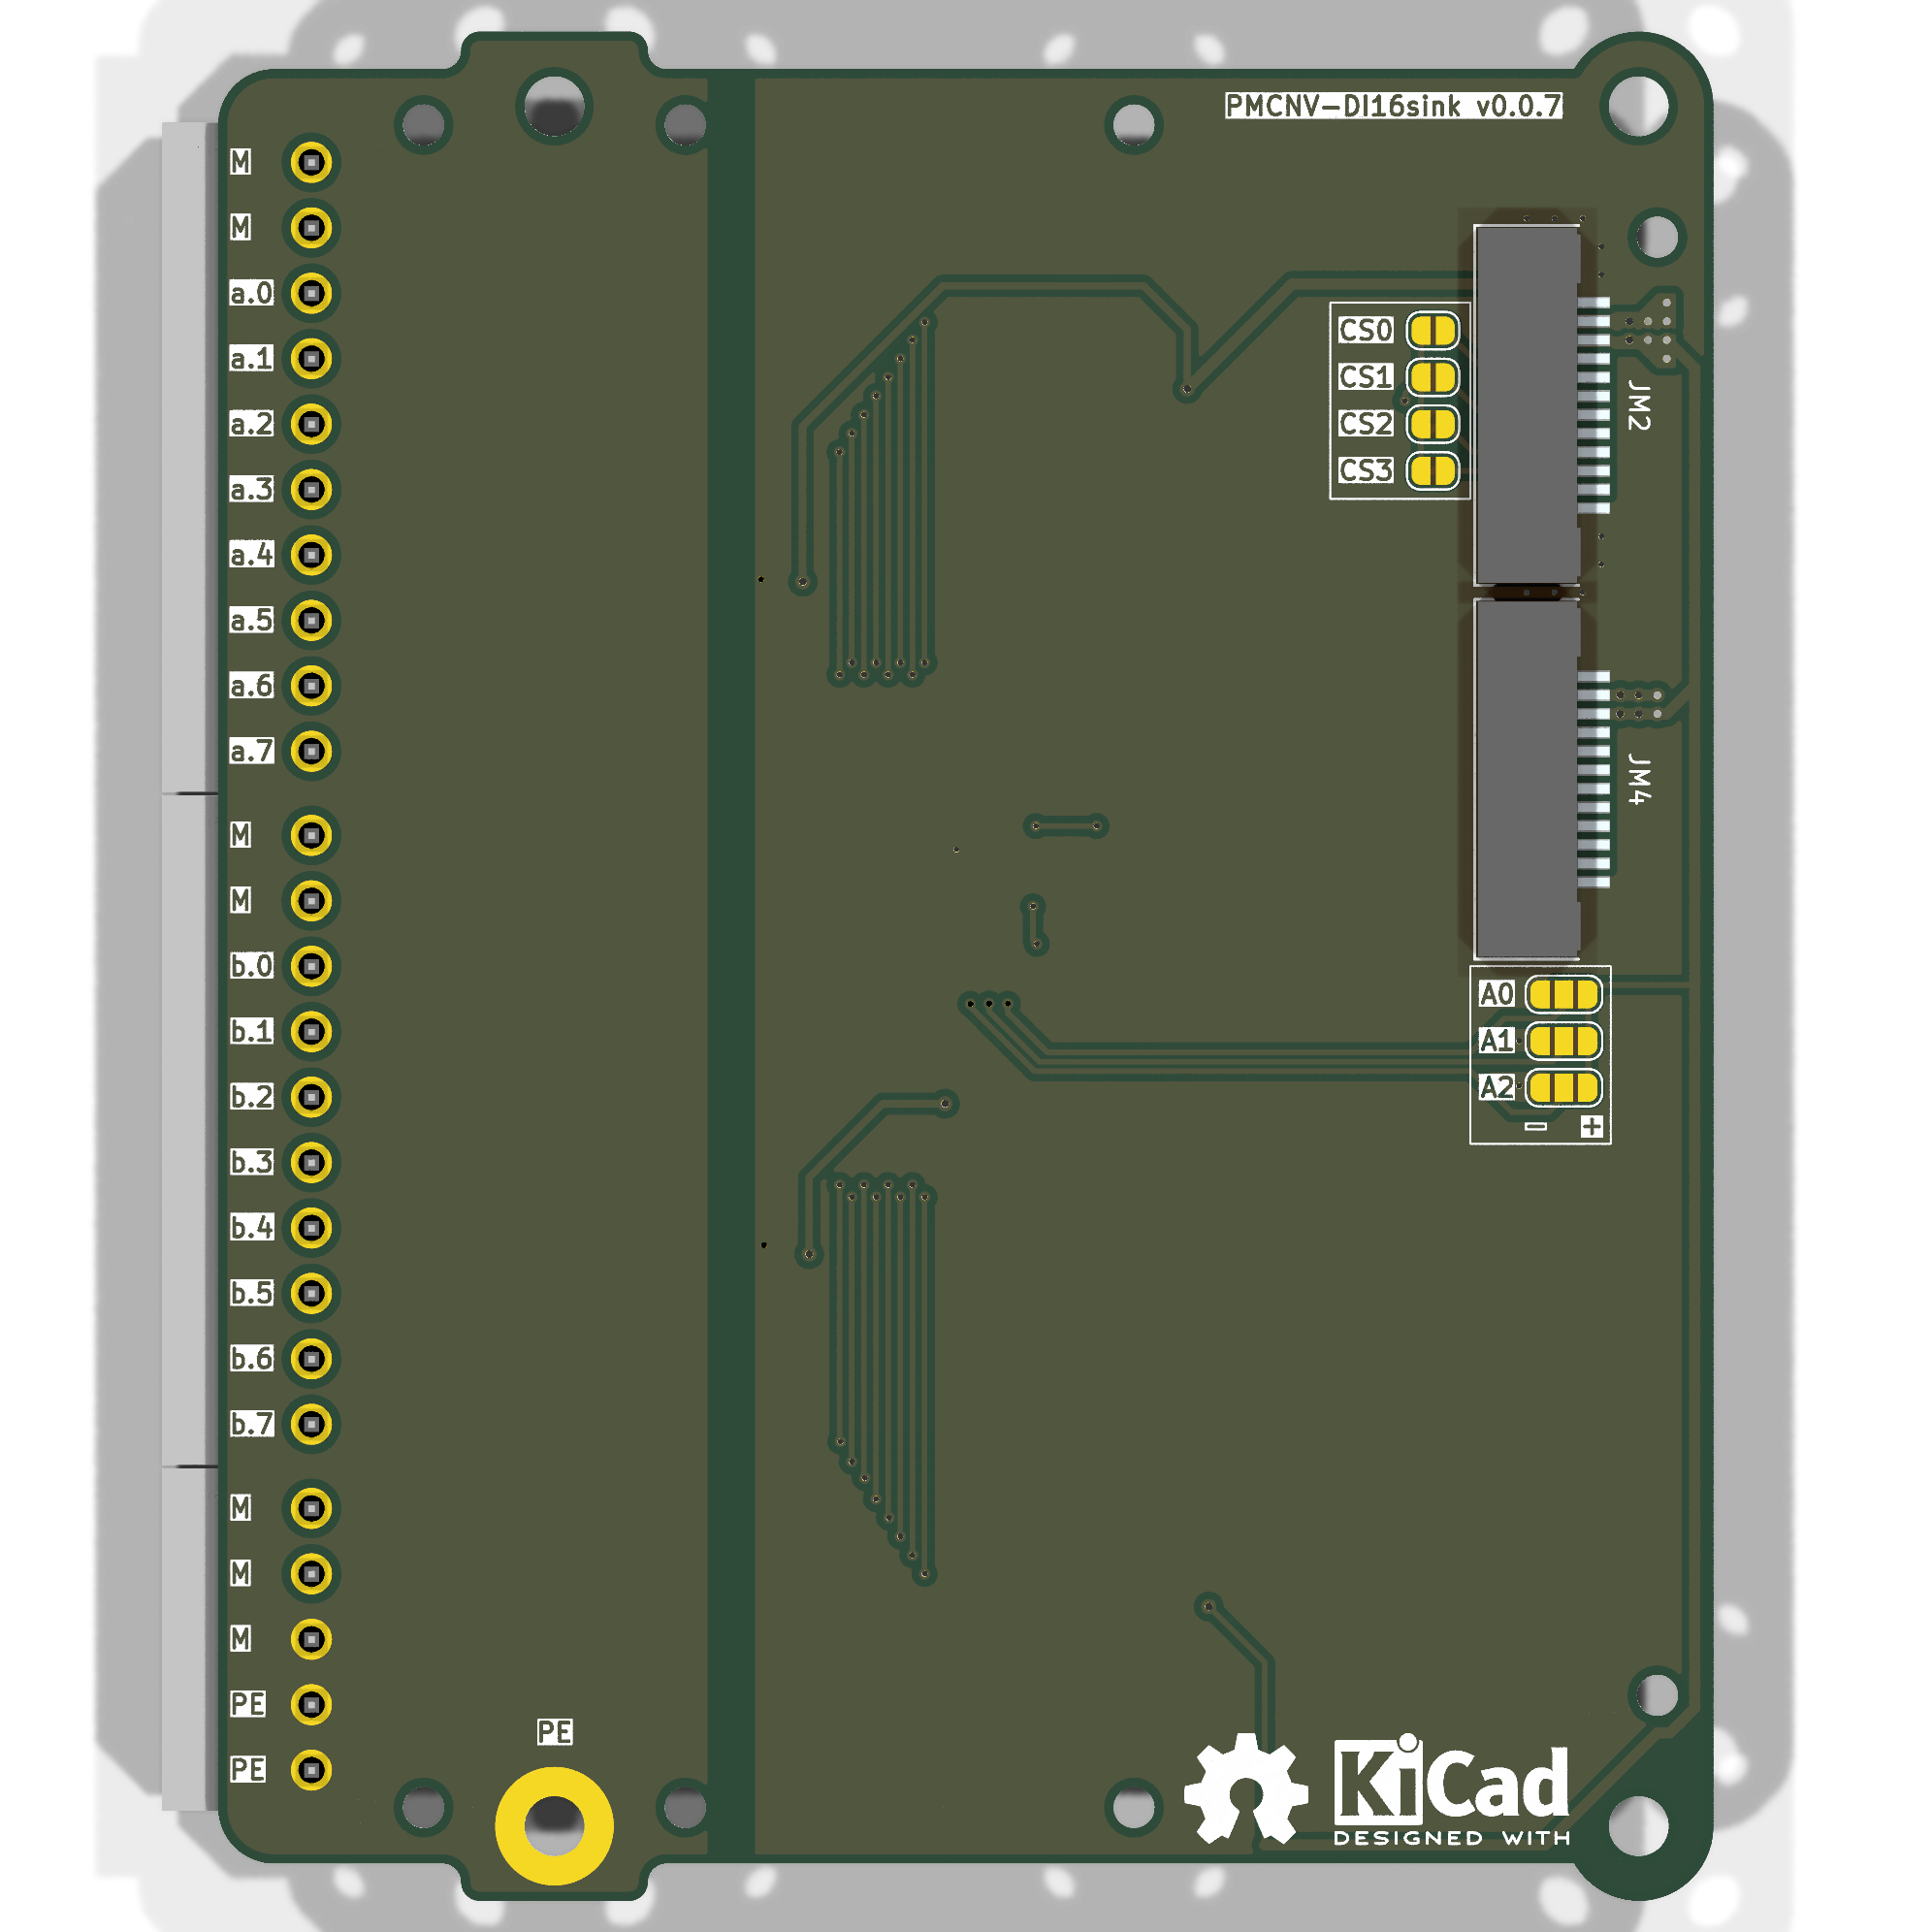 PMCNV-DI16sink v0.0.7
M
M
a.0
a.1
a.2
a.3
a.4
a.5
a.6
a.7
M
M
b.0
b.1
b.2
b.3
b.4
b.5
b.6
b.7
M
M
M
PE
PE
PE
CS0
CS1
CS2
CS3
JM2
JM4
A0
A1
A2
- +
KiCad
DESIGNED WITH